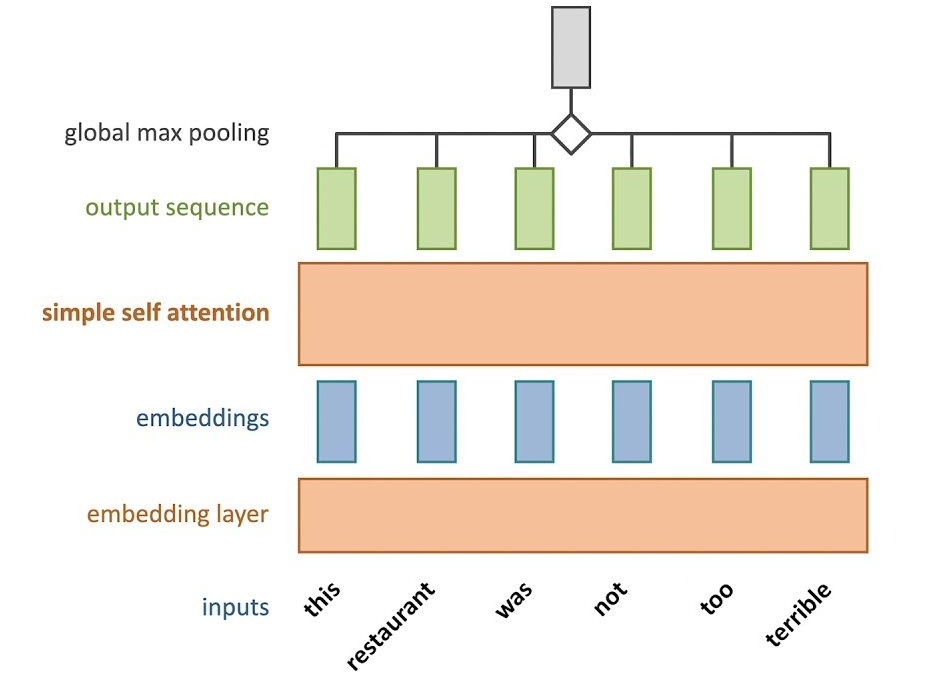 global max pooling
output sequence
simple self attention
embeddings
embedding layer
inputs
this
restaurant
was
not
too
terrible